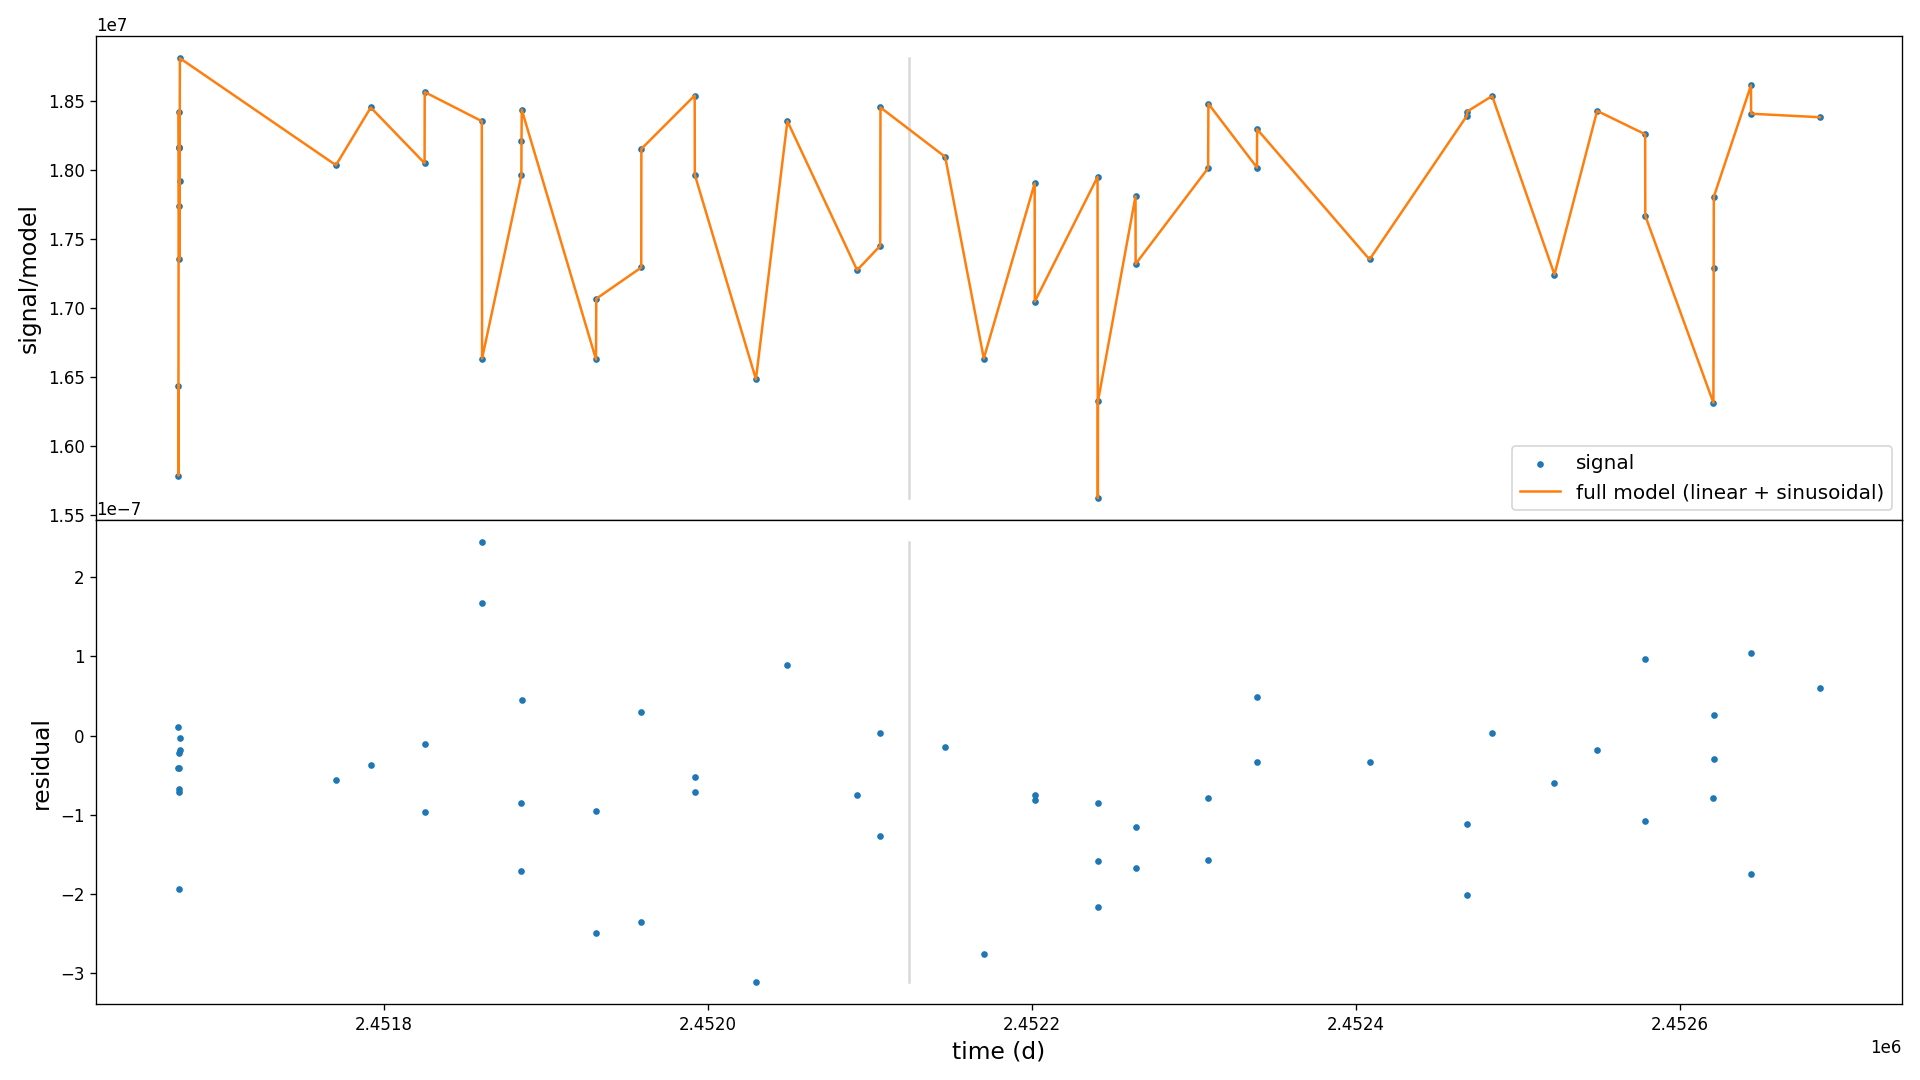 1e7
1.85
1.80
1.75
1.70
1.65
1.60
1.55
signal/model
signal
full model (linear + sinusoidal)
1e−7
2
1
0
−1
−2
−3
residual
2.4518
2.4520
2.4522
2.4524
2.4526
1e6
time (d)